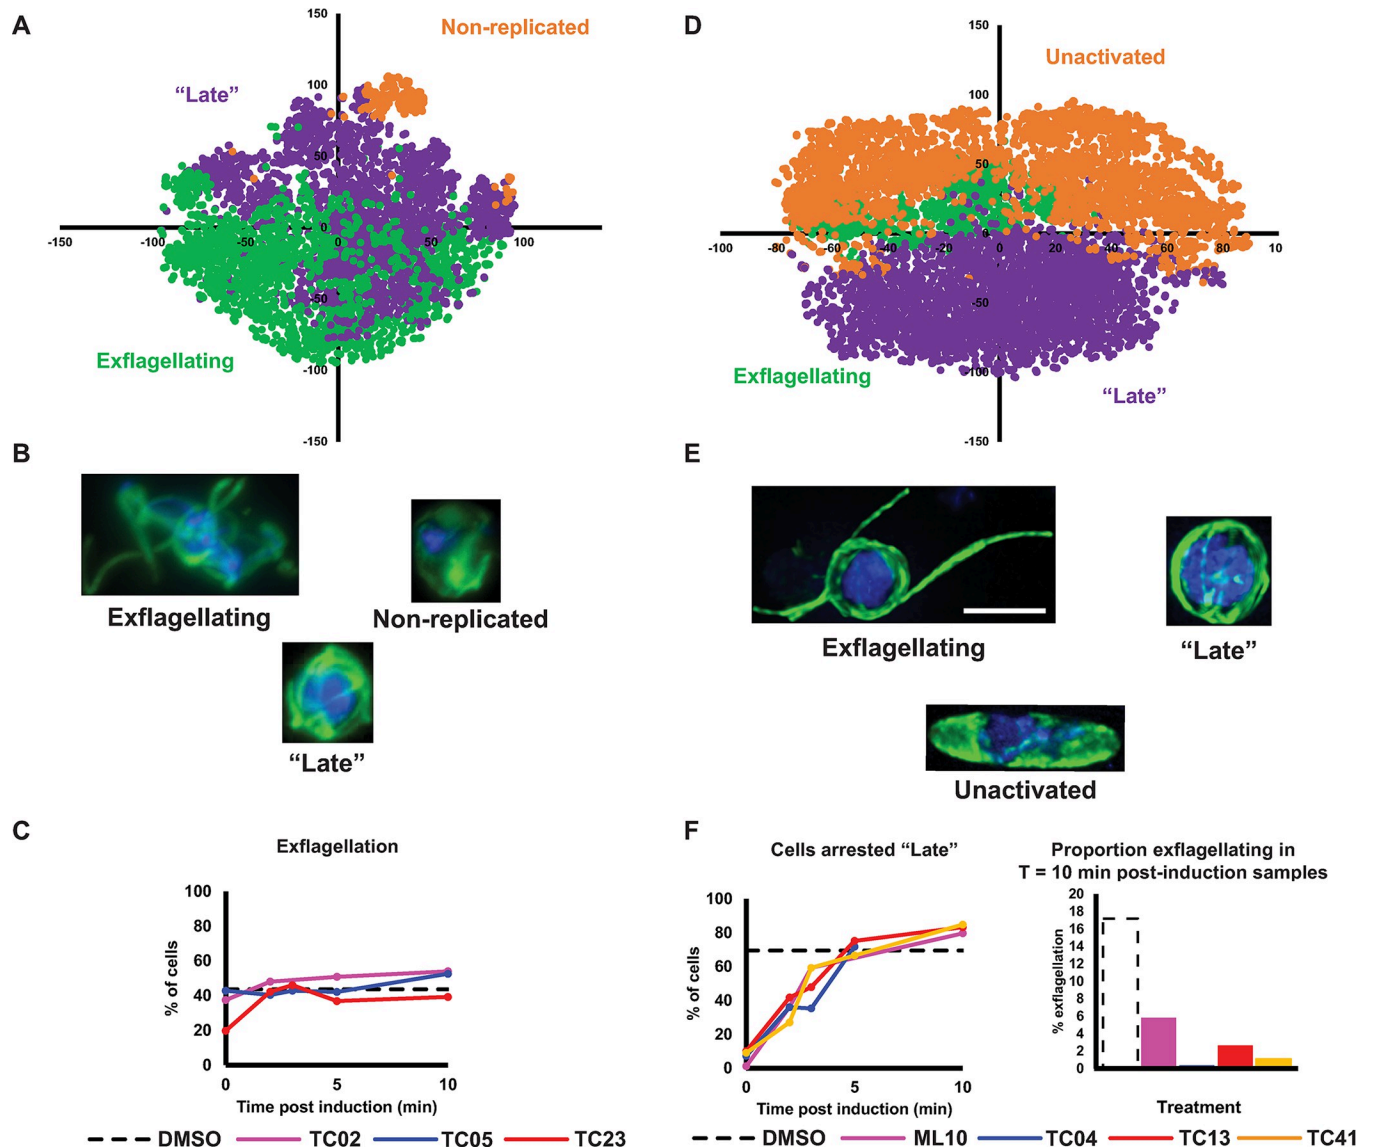 A
150
Non-replicated
100
“Late”
50
0
-150
-100
-50
0
50
100
-50
Exflagellating
-100
-150
D
150
Unactivated
100
50
0
-100
-80
-60
-40
-20
0
20
40
60
80
10
-50
-100
Exflagellating
“Late”
-150
B
Exflagellating
Non-replicated
“Late”
E
Exflagellating
“Late”
Unactivated
C
Exflagellation
100
80
60
40
20
0
% of cells
0
5
10
Time post induction (min)
DMSO
TC02
TC05
TC23
F
Cells arrested “Late”
100
80
60
40
20
0
% of cells
0
5
10
Time post induction (min)
Proportion exflagellating in
T = 10 min post-induction samples
20
18
16
14
12
10
8
6
4
2
0
% exflagellation
Treatment
DMSO
ML10
TC04
TC13
TC41